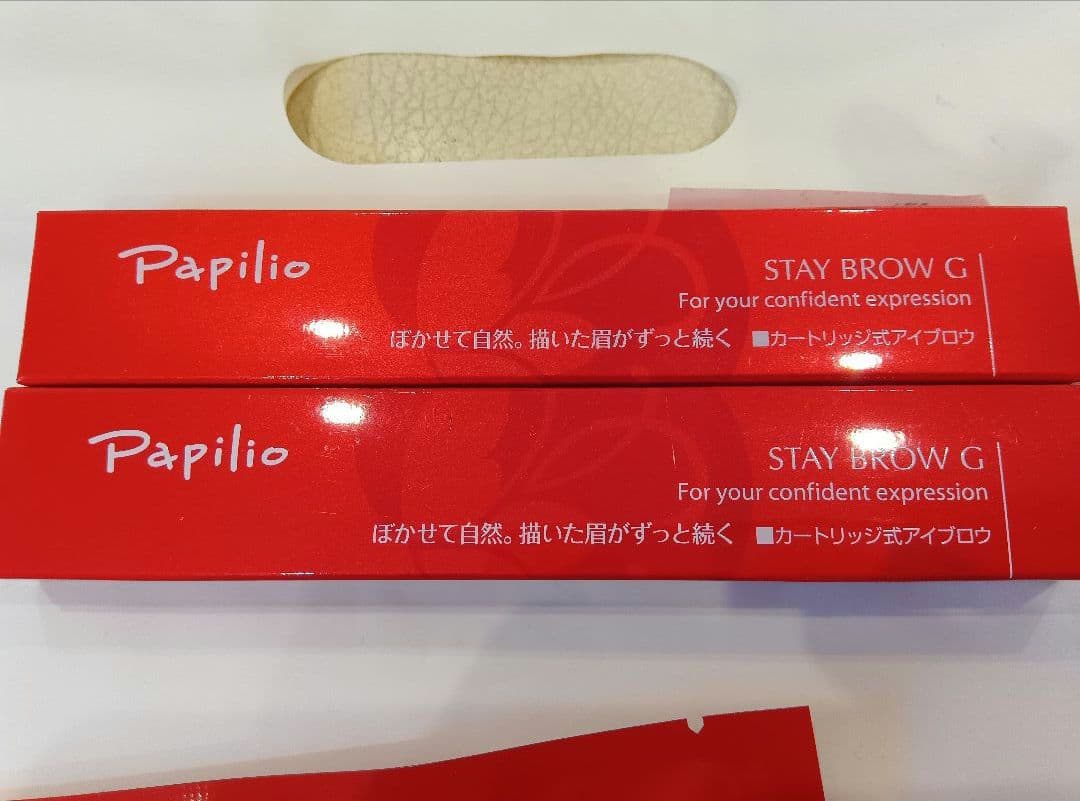 Papilio
STAY BROW G
For your confident expression
ぼかせて自然。描いた眉がずっと続く ■カートリッジ式アイブロウ
Papilio
STAY BROW G
For your confident expression
ぼかせて自然。描いた眉がずっと続く ■カートリッジ式アイブロウ